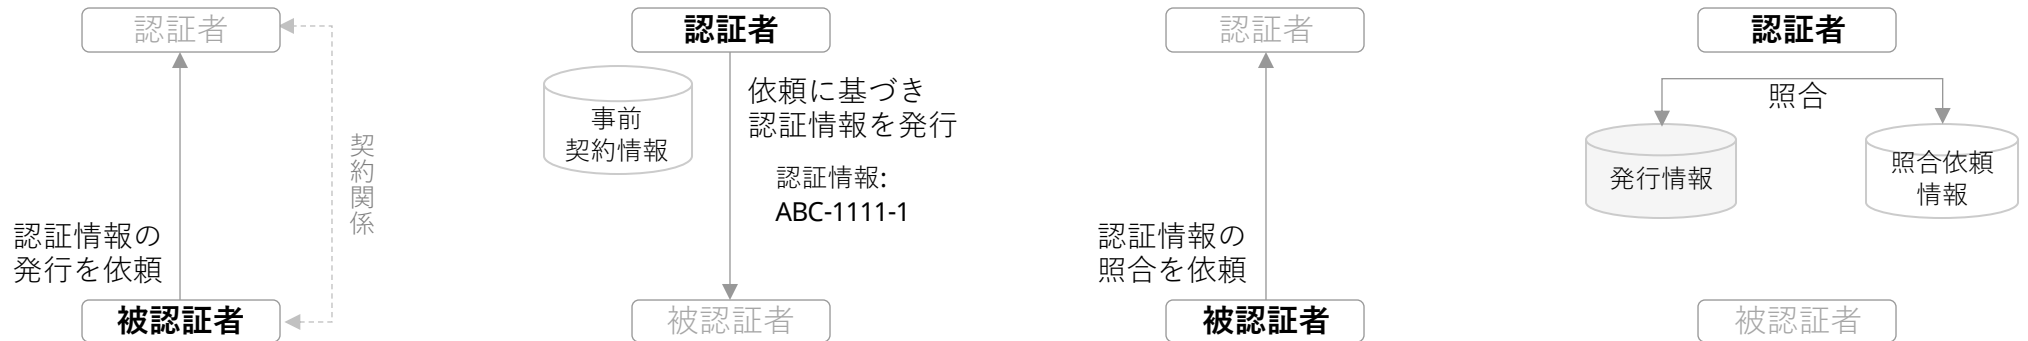 認証者
契約関係
認証情報の
発行を依頼
被認証者
認証者
事前
契約情報
依頼に基づき
認証情報を発行
認証情報:
ABC-1111-1
被認証者
認証者
認証情報の
照合を依頼
被認証者
認証者
照合
発行情報
照合依頼
情報
被認証者